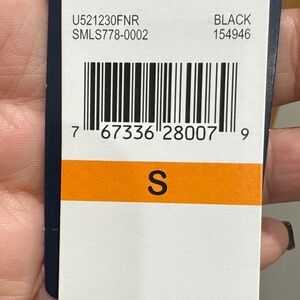 U521230FNR BLACK
SMLS778-0002 154946
7 67336 28007 9
S